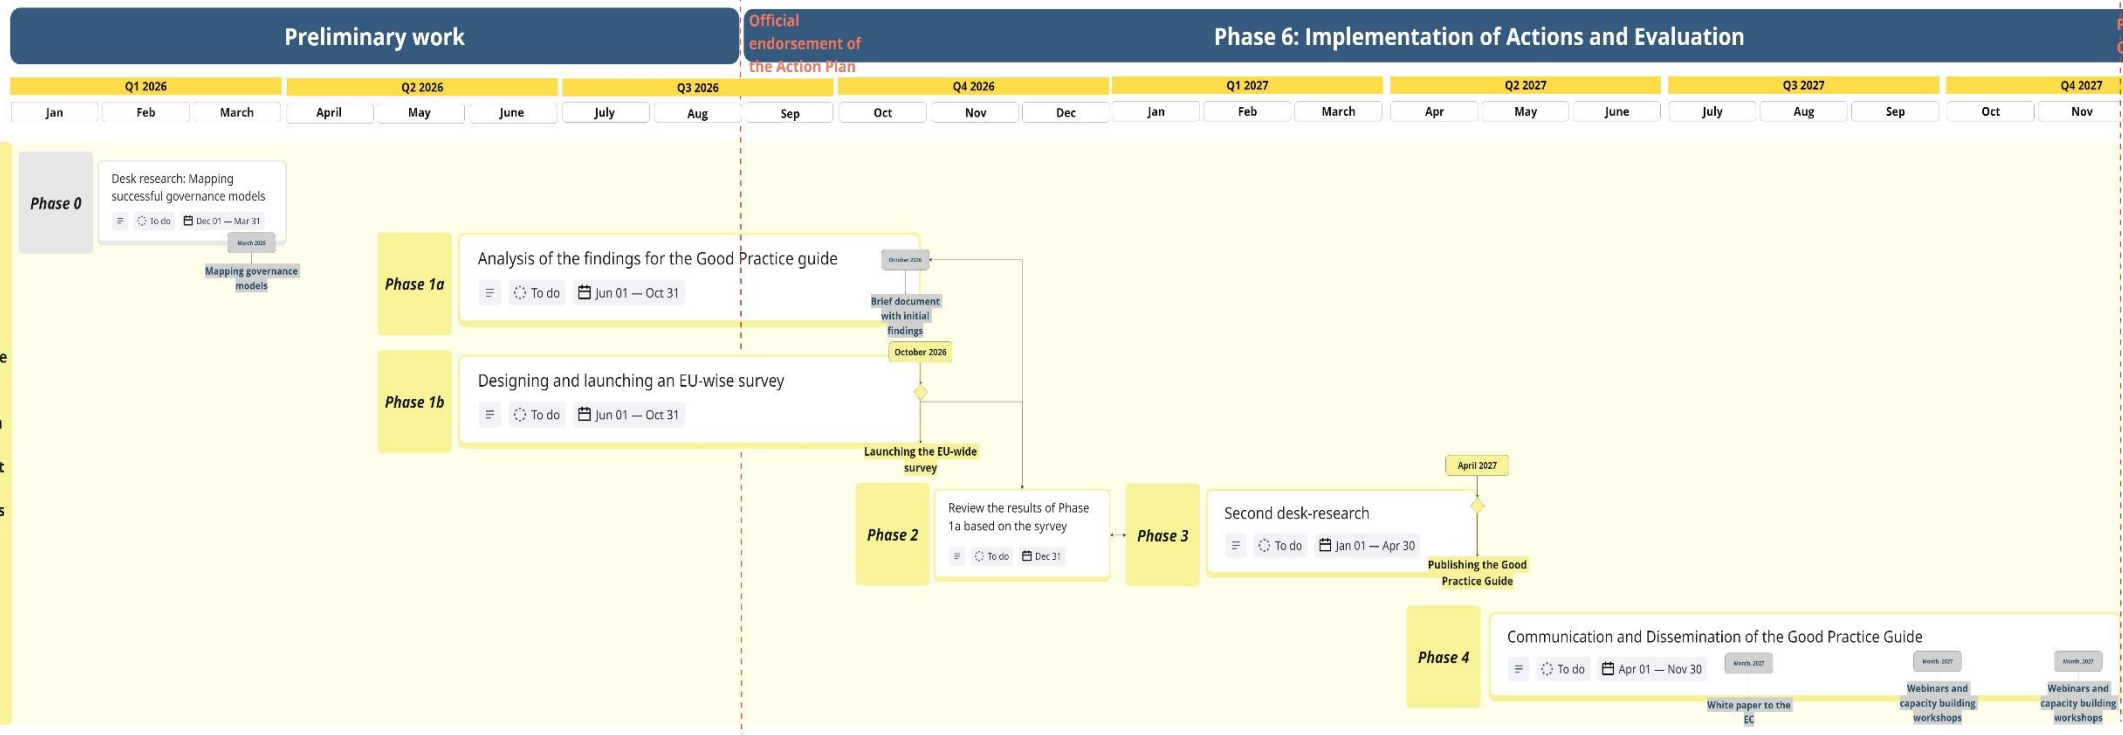 Preliminary work
Official
endorsement of
the Action Plan
Phase 6: Implementation of Actions and Evaluation
Q1 2026
Q2 2026
Q3 2026
Q4 2026
Q1 2027
Q2 2027
Q3 2027
Q4 2027
Jan
Feb
March
April
May
June
July
Aug
Sep
Oct
Nov
Dec
Jan
Feb
March
Apr
May
June
July
Aug
Sep
Oct
Nov
Phase 0
Desk research: Mapping
successful governance models
To do
Dec 01 — Mar 31
March 2026
Mapping governance
models
Phase 1a
Analysis of the findings for the Good Practice guide
To do
Jun 01 — Oct 31
October 2026
Brief document
with initial
findings
Phase 1b
October 2026
Designing and launching an EU-wise survey
To do
Jun 01 — Oct 31
Launching the EU-wide
survey
Phase 2
Review the results of Phase
1a based on the syrvey
To do
Dec 31
Phase 3
April 2027
Second desk-research
To do
Jan 01 — Apr 30
Publishing the Good
Practice Guide
Phase 4
Communication and Dissemination of the Good Practice Guide
To do
Apr 01 — Nov 30
Month, 2027
White paper to the
EC
Month, 2027
Webinars and
capacity building
workshops
Month, 2027
Webinars and
capacity building
workshops